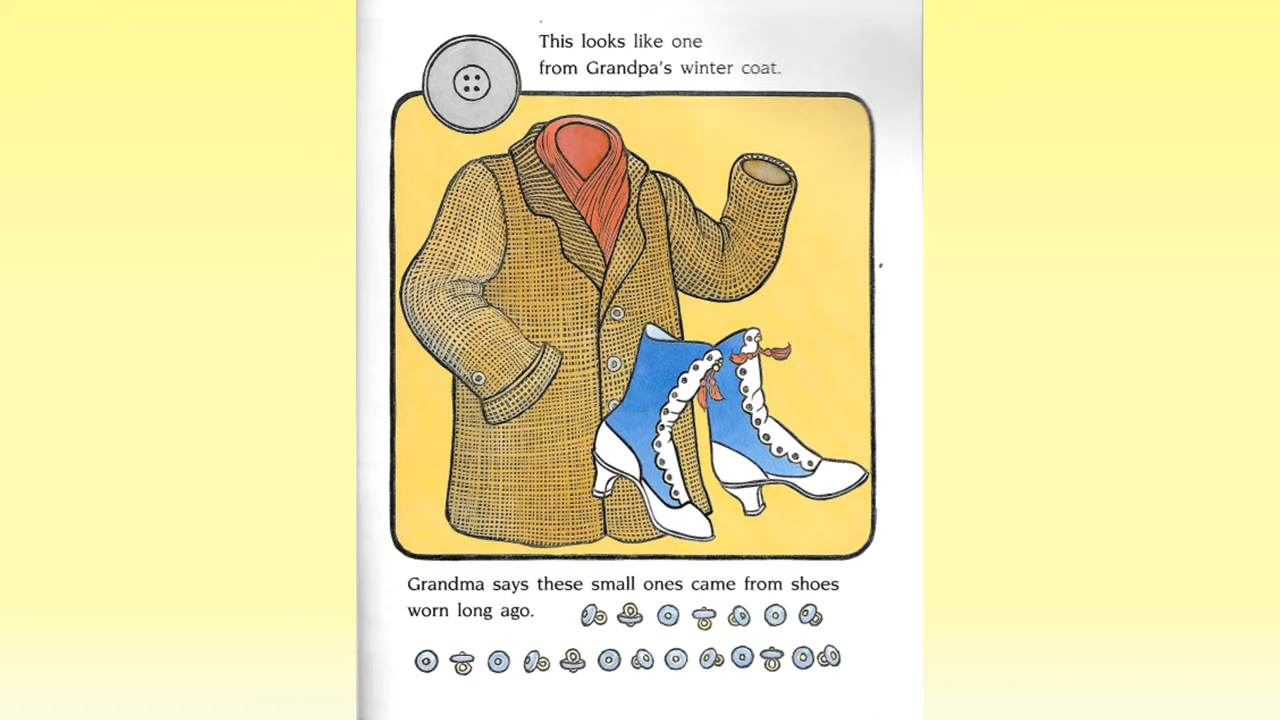 This looks like one
from Grandpa's winter coat.
Grandma says these small ones came from shoes
worn long ago.